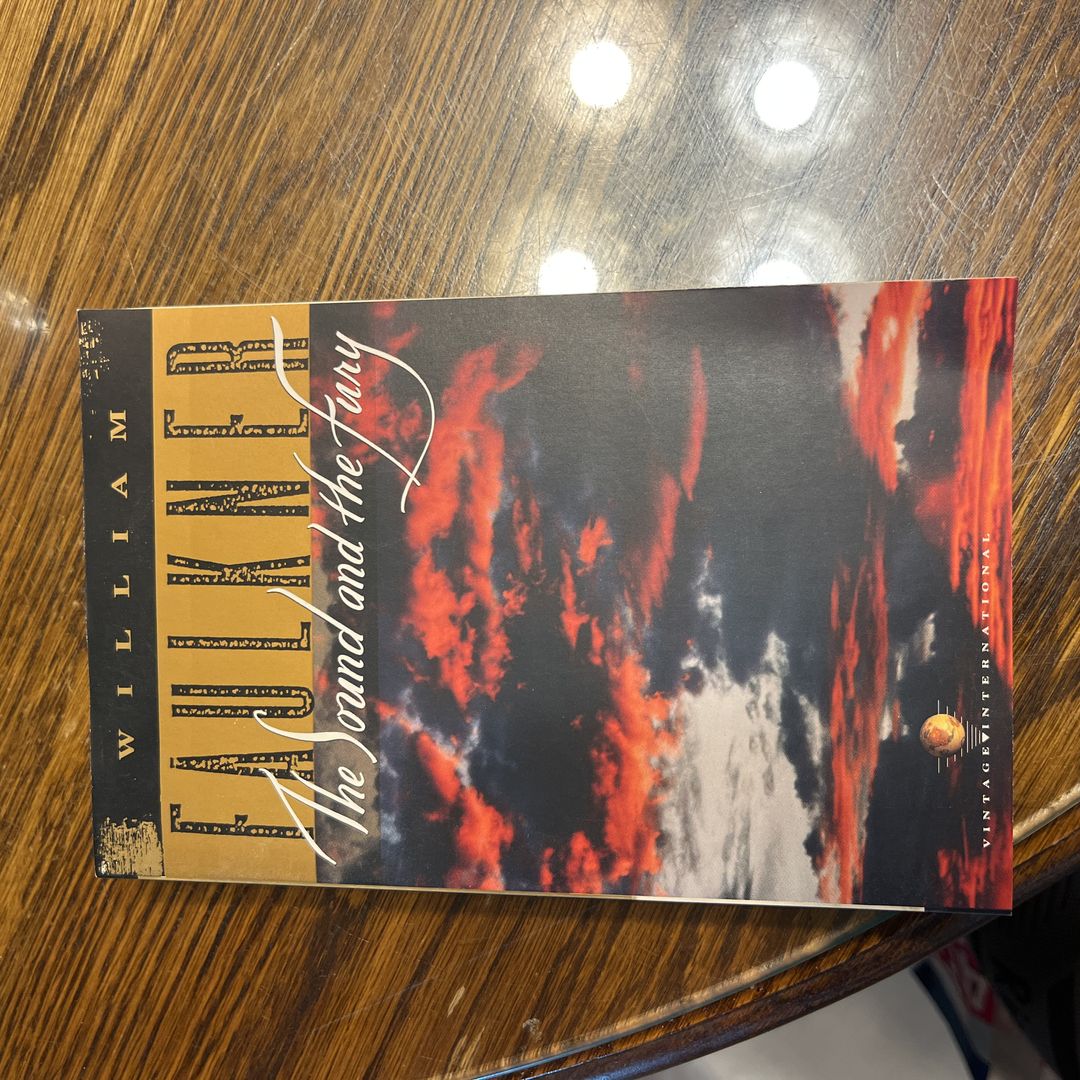 WILLIAM
FAULKNER
The Sound and the Fury
VINTAGE INTERNATIONAL